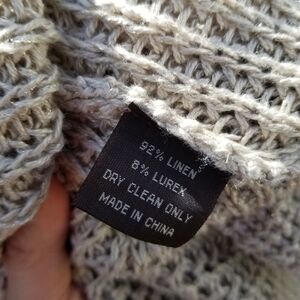 92% LINEN
8% LUREX
DRY CLEAN ONLY
MADE IN CHINA